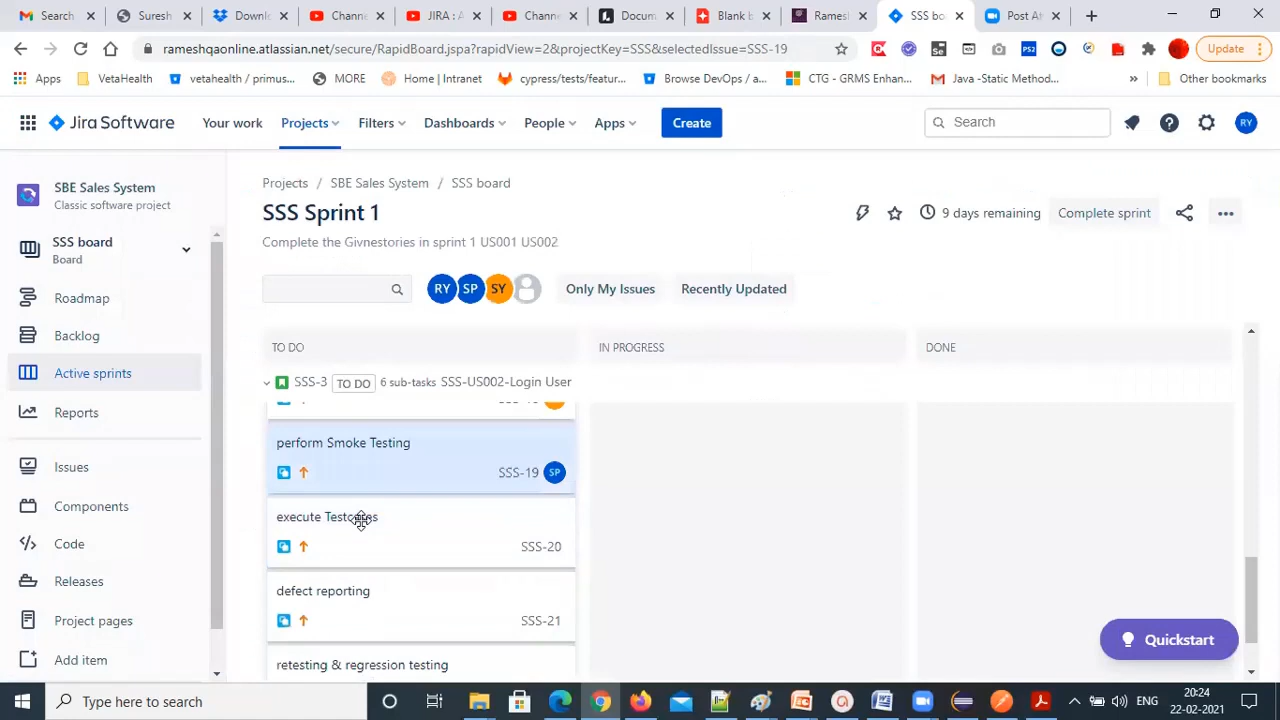 Search
Suresh
Downl
Channe
JIRA : A
Channe
Docum
Blank b
Rames
SSS bo
Post At
rameshqaonline.atlassian.net/secure/RapidBoard.jspa?rapidView=2&projectKey=SSS&selectedIssue=SSS-19
Update
Apps
VetaHealth
vetahealth / primus...
MORE
Home | Intranet
cypress/tests/featur...
Browse DevOps / a...
CTG - GRMS Enhan...
Java -Static Method...
»
Other bookmarks
Jira Software
Your work
Projects
Filters
Dashboards
People
Apps
Create
Search
RY
SBE Sales System
Classic software project
SSS board
Board
Roadmap
Backlog
Active sprints
Reports
Issues
Components
Code
Releases
Project pages
Add item
Projects / SBE Sales System / SSS board
SSS Sprint 1
9 days remaining
Complete sprint
Complete the Givnestories in sprint 1 US001 US002
RY SP SY
Only My Issues
Recently Updated
TO DO
IN PROGRESS
DONE
SSS-3 TO DO 6 sub-tasks SSS-US002-Login User
perform Smoke Testing
SSS-19 SP
execute
SSS-20
defect reporting
SSS-21
retesting & regression testing
Quickstart
Type here to search
ENG
20:24
22-02-2021